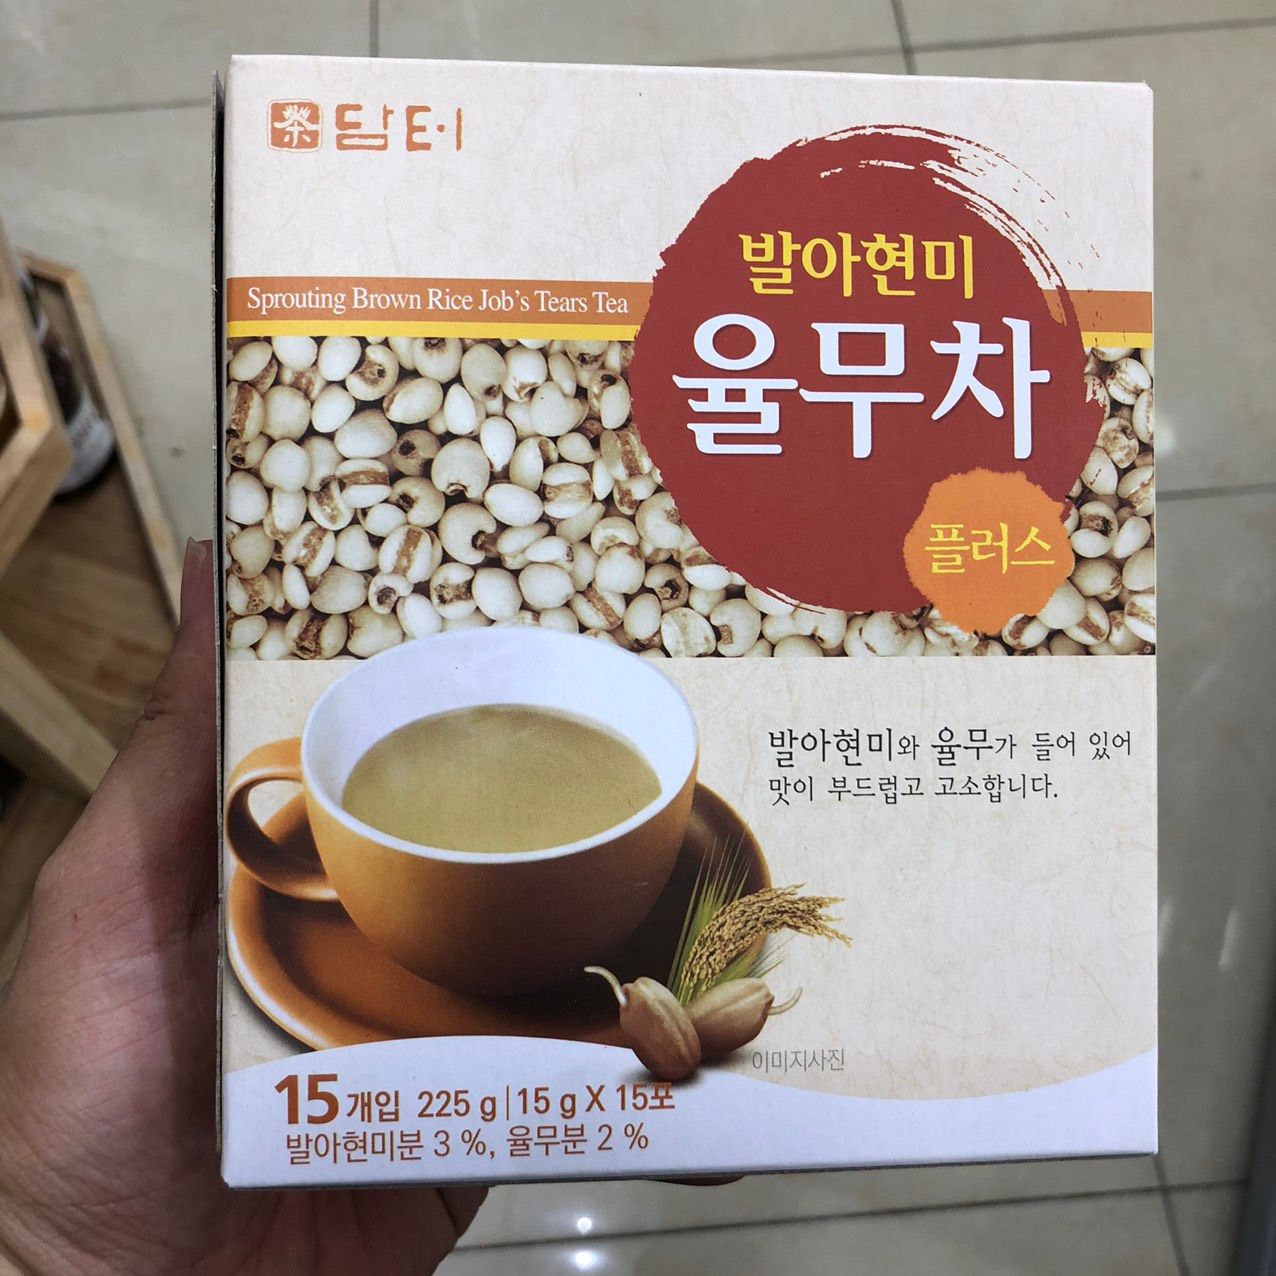 茶 담터
Sprouting Brown Rice Job's Tears Tea
발아현미
율무차
플러스
발아현미와 율무가 들어 있어
맛이 부드럽고 고소합니다.
이미지사진
15개입 225 g | 15 g X 15포
발아현미분 3 %, 율무분 2 %